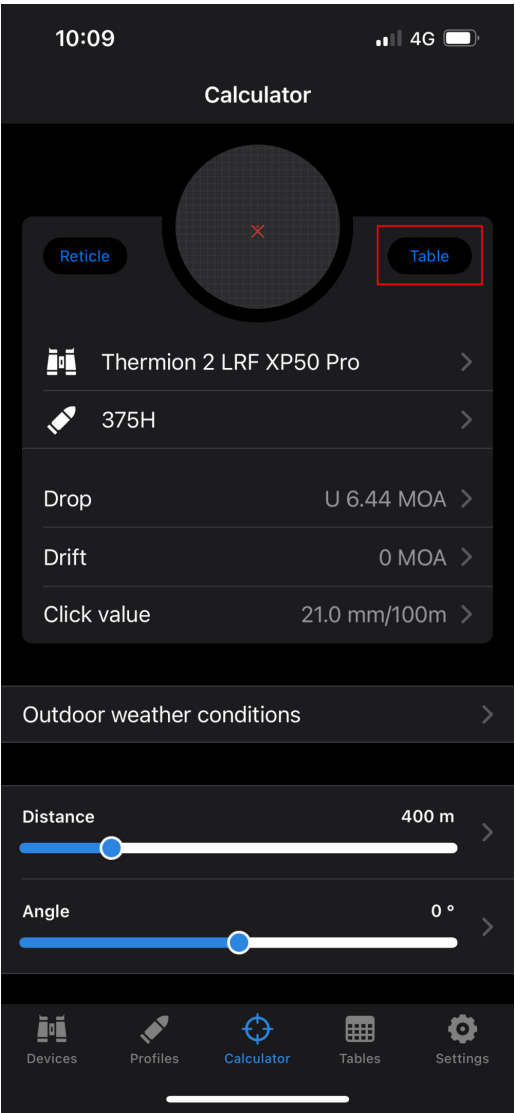 10:09
4G
Calculator
Reticle
Table
Thermion 2 LRF XP50 Pro
375H
Drop U 6.44 MOA
Drift 0 MOA
Click value 21.0 mm/100m
Outdoor weather conditions
Distance 400 m
Angle 0 °
Devices Profiles Calculator Tables Settings